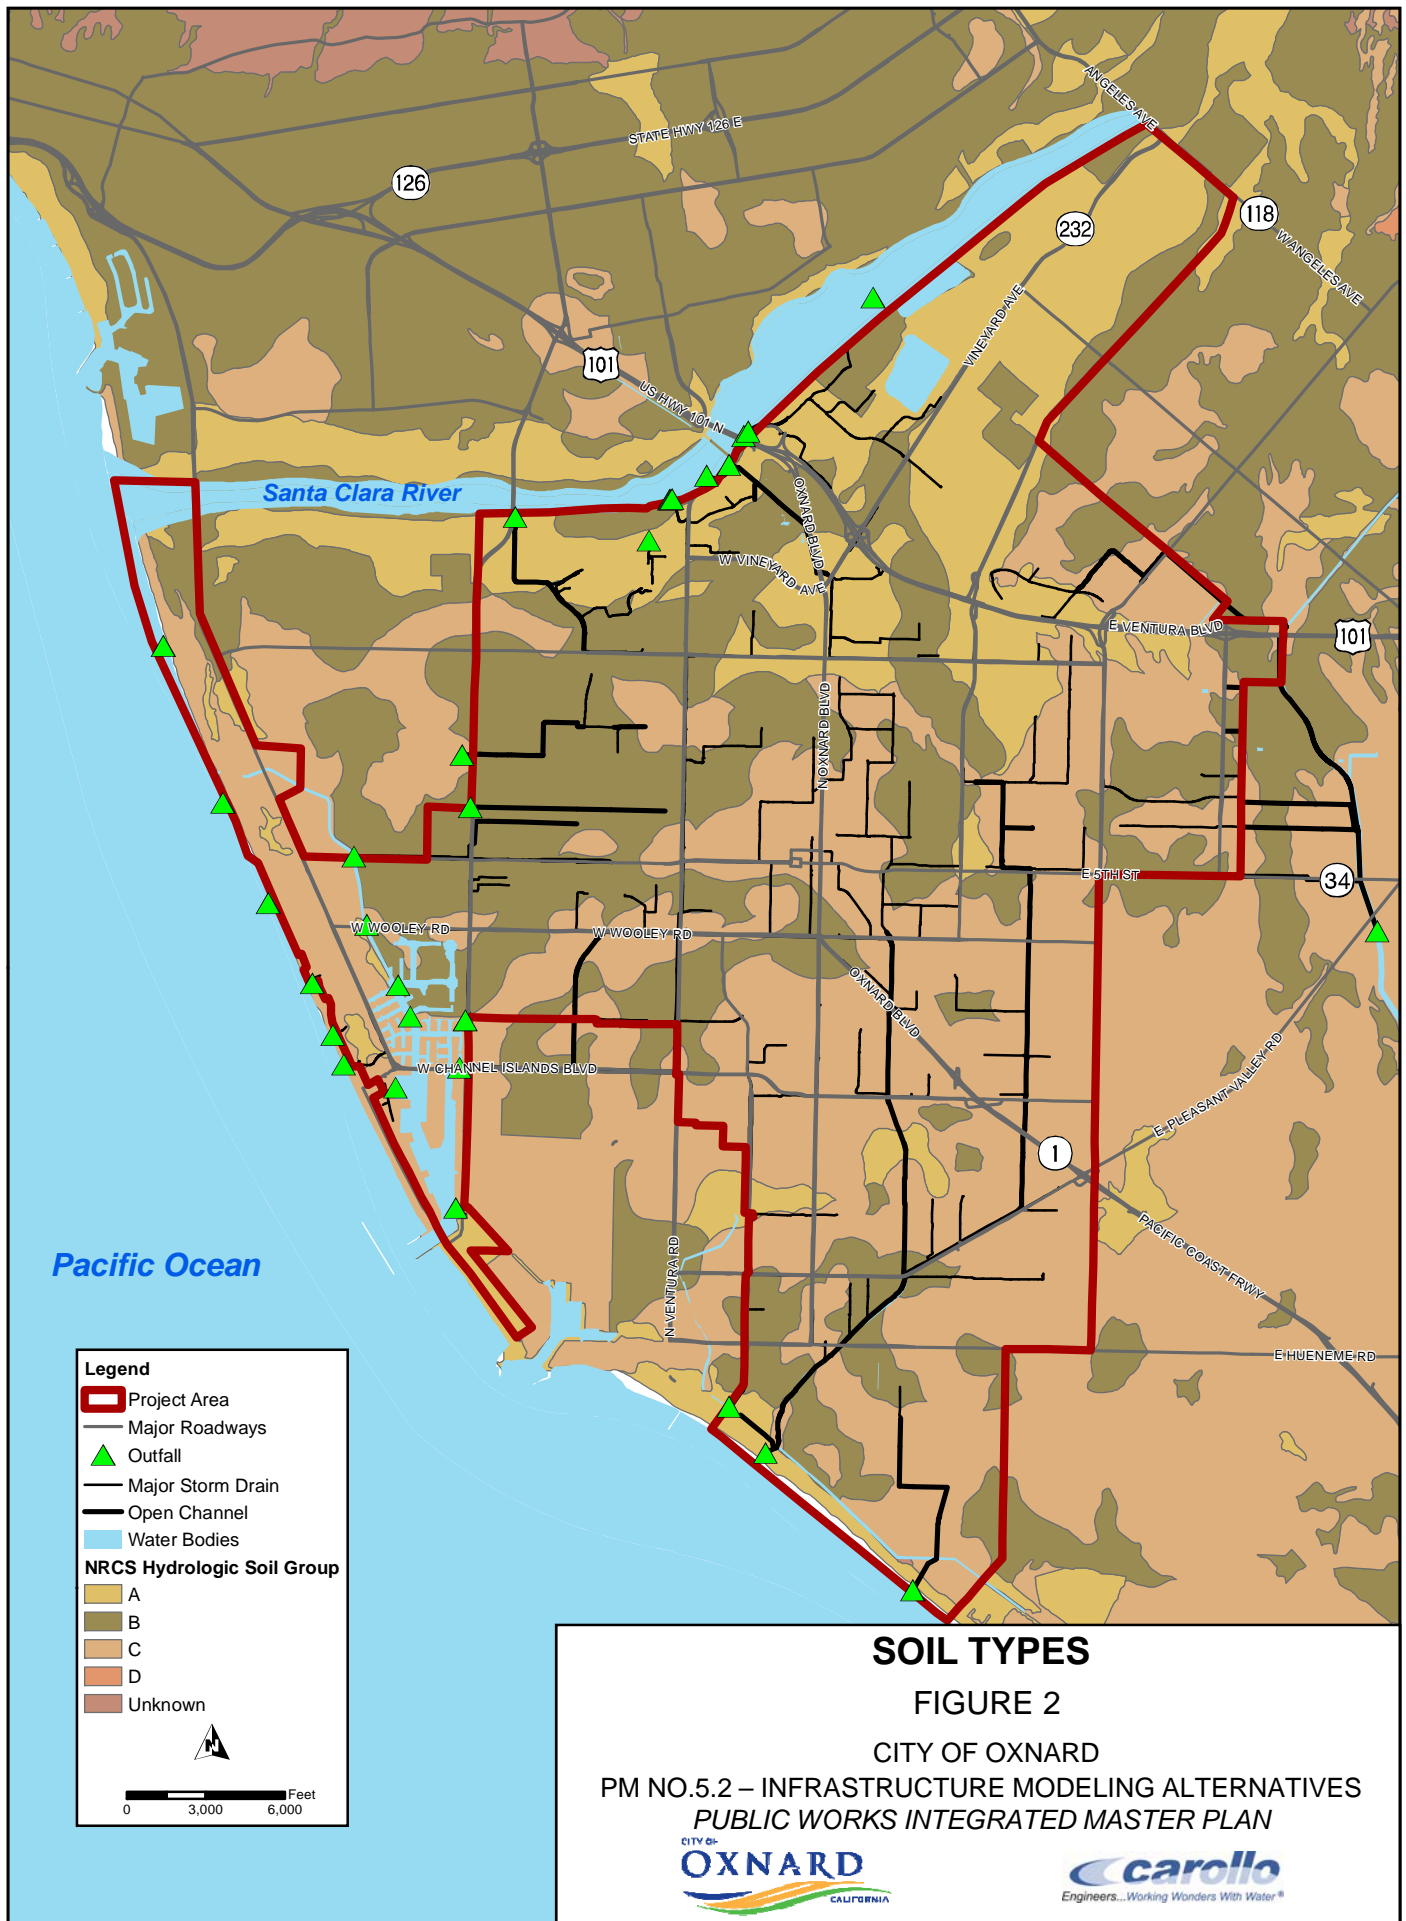 ANGELES AVE
STATE HWY 126 E
126
232
118
W ANGELES AVE
VINEYARD AVE
101
US HWY 101 N
Santa Clara River
OXNARD BLVD
W VINEYARD AVE
E VENTURA BLVD
101
N OXNARD BLVD
E 5TH ST
34
W WOOLEY RD
W WOOLEY RD
OXNARD BLVD
W CHANNEL ISLANDS BLVD
E PLEASANT VALLEY RD
1
PACIFIC COAST FRWY
Pacific Ocean
N VENTURA RD
E HUENEME RD
Legend
Project Area
Major Roadways
Outfall
Major Storm Drain
Open Channel
Water Bodies
NRCS Hydrologic Soil Group
A
B
C
D
Unknown
N
Feet
0 3,000 6,000
SOIL TYPES
FIGURE 2
CITY OF OXNARD
PM NO.5.2 – INFRASTRUCTURE MODELING ALTERNATIVES
PUBLIC WORKS INTEGRATED MASTER PLAN
CITY OF
OXNARD
CALIFORNIA
carollo
Engineers...Working Wonders With Water®